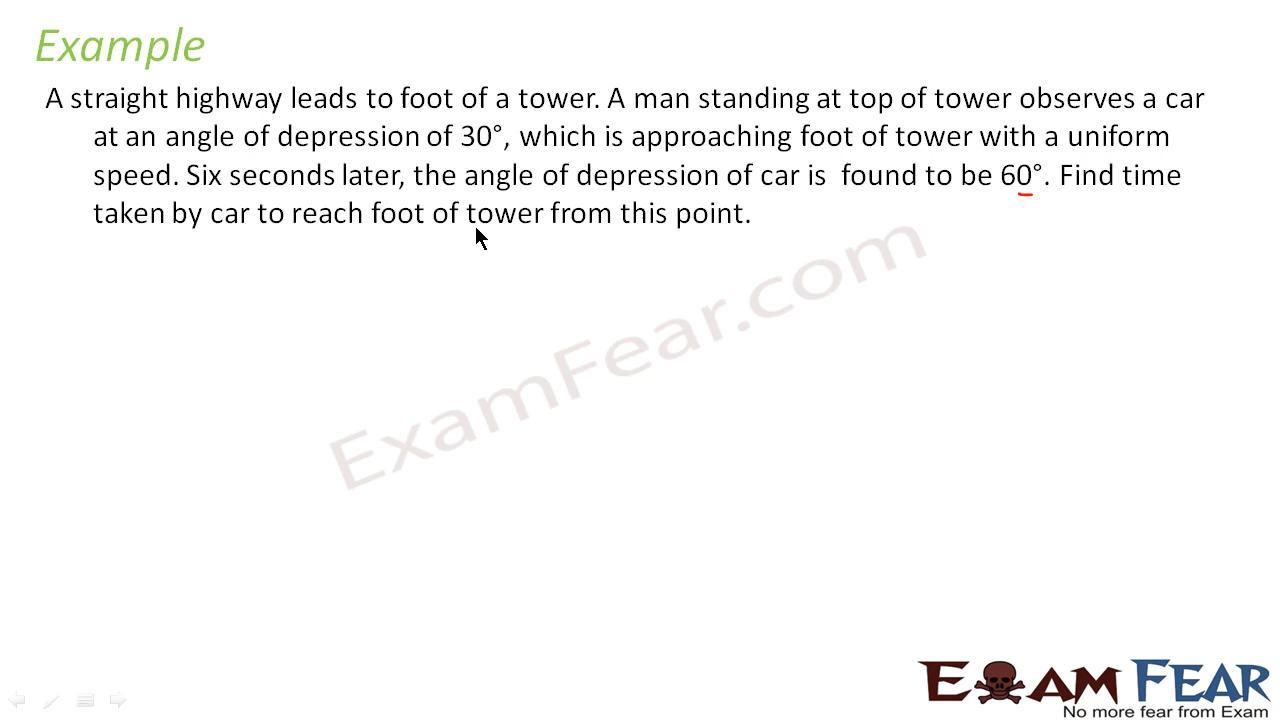 Example
A straight highway leads to foot of a tower. A man standing at top of tower observes a car
at an angle of depression of 30°, which is approaching foot of tower with a uniform
speed. Six seconds later, the angle of depression of car is found to be 60°. Find time
taken by car to reach foot of tower from this point.
ExamFear.com
EXAM FEAR
No more fear from Exam